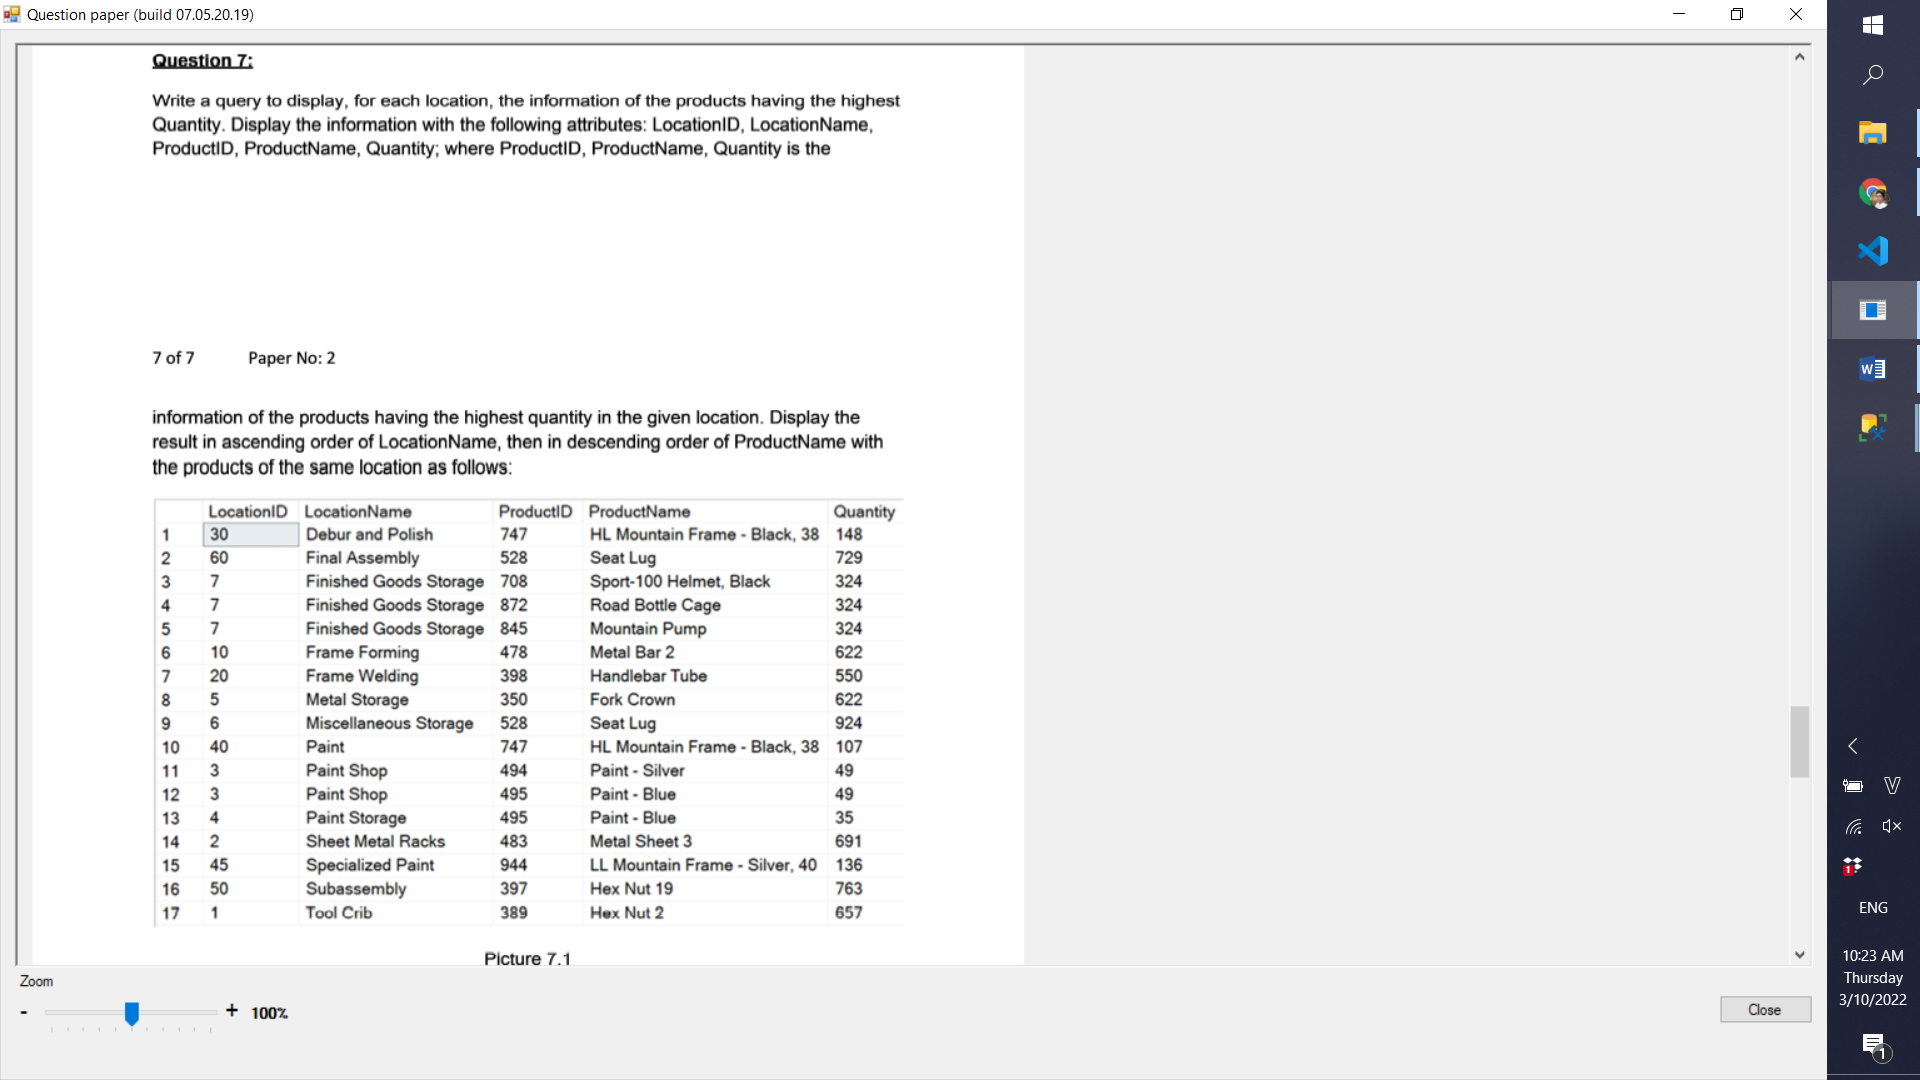 Question paper (build 07.05.20.19)
Question 7:
Write a query to display, for each location, the information of the products having the highest
Quantity. Display the information with the following attributes: LocationID, LocationName,
ProductID, ProductName, Quantity; where ProductID, ProductName, Quantity is the
7 of 7 Paper No: 2
information of the products having the highest quantity in the given location. Display the
result in ascending order of LocationName, then in descending order of ProductName with
the products of the same location as follows:
LocationID LocationName ProductID ProductName Quantity
1 30 Debur and Polish 747 HL Mountain Frame - Black, 38 148
2 60 Final Assembly 528 Seat Lug 729
3 7 Finished Goods Storage 708 Sport-100 Helmet, Black 324
4 7 Finished Goods Storage 872 Road Bottle Cage 324
5 7 Finished Goods Storage 845 Mountain Pump 324
6 10 Frame Forming 478 Metal Bar 2 622
7 20 Frame Welding 398 Handlebar Tube 550
8 5 Metal Storage 350 Fork Crown 622
9 6 Miscellaneous Storage 528 Seat Lug 924
10 40 Paint 747 HL Mountain Frame - Black, 38 107
11 3 Paint Shop 494 Paint - Silver 49
12 3 Paint Shop 495 Paint - Blue 49
13 4 Paint Storage 495 Paint - Blue 35
14 2 Sheet Metal Racks 483 Metal Sheet 3 691
15 45 Specialized Paint 944 LL Mountain Frame - Silver, 40 136
16 50 Subassembly 397 Hex Nut 19 763
17 1 Tool Crib 389 Hex Nut 2 657
Picture 7.1
Zoom
- + 100%
Close
W
V
1
ENG
10:23 AM
Thursday
3/10/2022
1